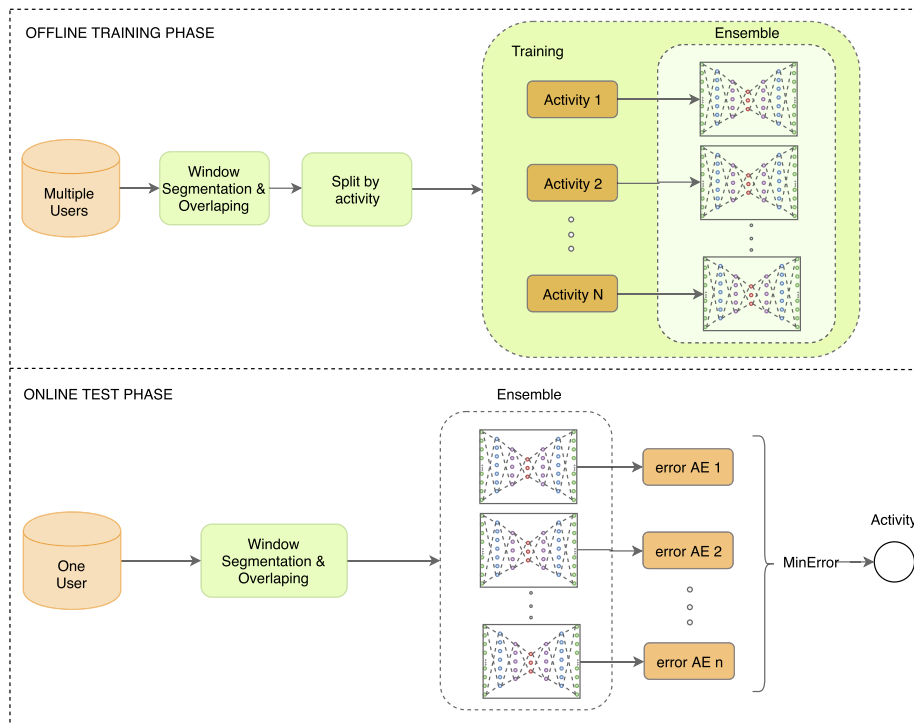 OFFLINE TRAINING PHASE
Ensemble
Training
Activity 1
Multiple
Users
Window
Segmentation &
Overlaping
Split by
activity
Activity 2
Activity N
ONLINE TEST PHASE
Ensemble
error AE 1
One
User
Window
Segmentation &
Overlaping
error AE 2
error AE n
MinError
Activity